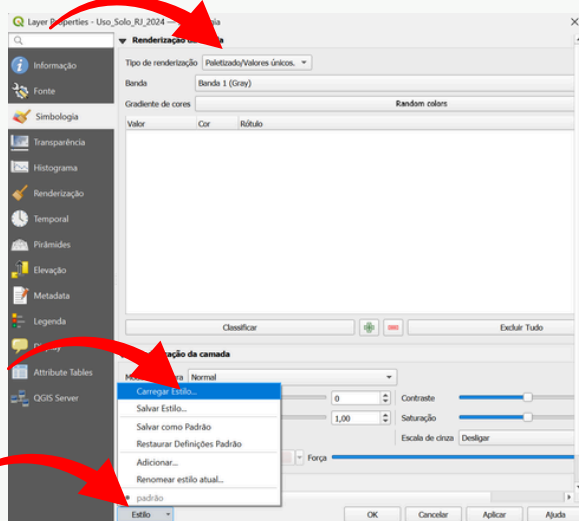 Layer Properties - Uso_Solo_RJ_2024 —
Renderização da
Informação
Fonte
Simbologia
Transparência
Histograma
Renderização
Temporal
Pirâmides
Elevação
Metadata
Legenda
Attribute Tables
QGIS Server
Tipo de renderização Paletizado/Valores únicos.
Banda Banda 1 (Gray)
Gradiente de cores Random colors
Valor Cor Rótulo
Classificar Excluir Tudo
da camada
Normal
Carregar Estilo...
Salvar Estilo...
Salvar como Padrão
Restaurar Definições Padrão
Adicionar...
Renomear estilo atual...
padrão
0 Contraste
1,00 Saturação
Escala de cinza Desligar
Força
Estilo OK Cancelar Aplicar Ajuda